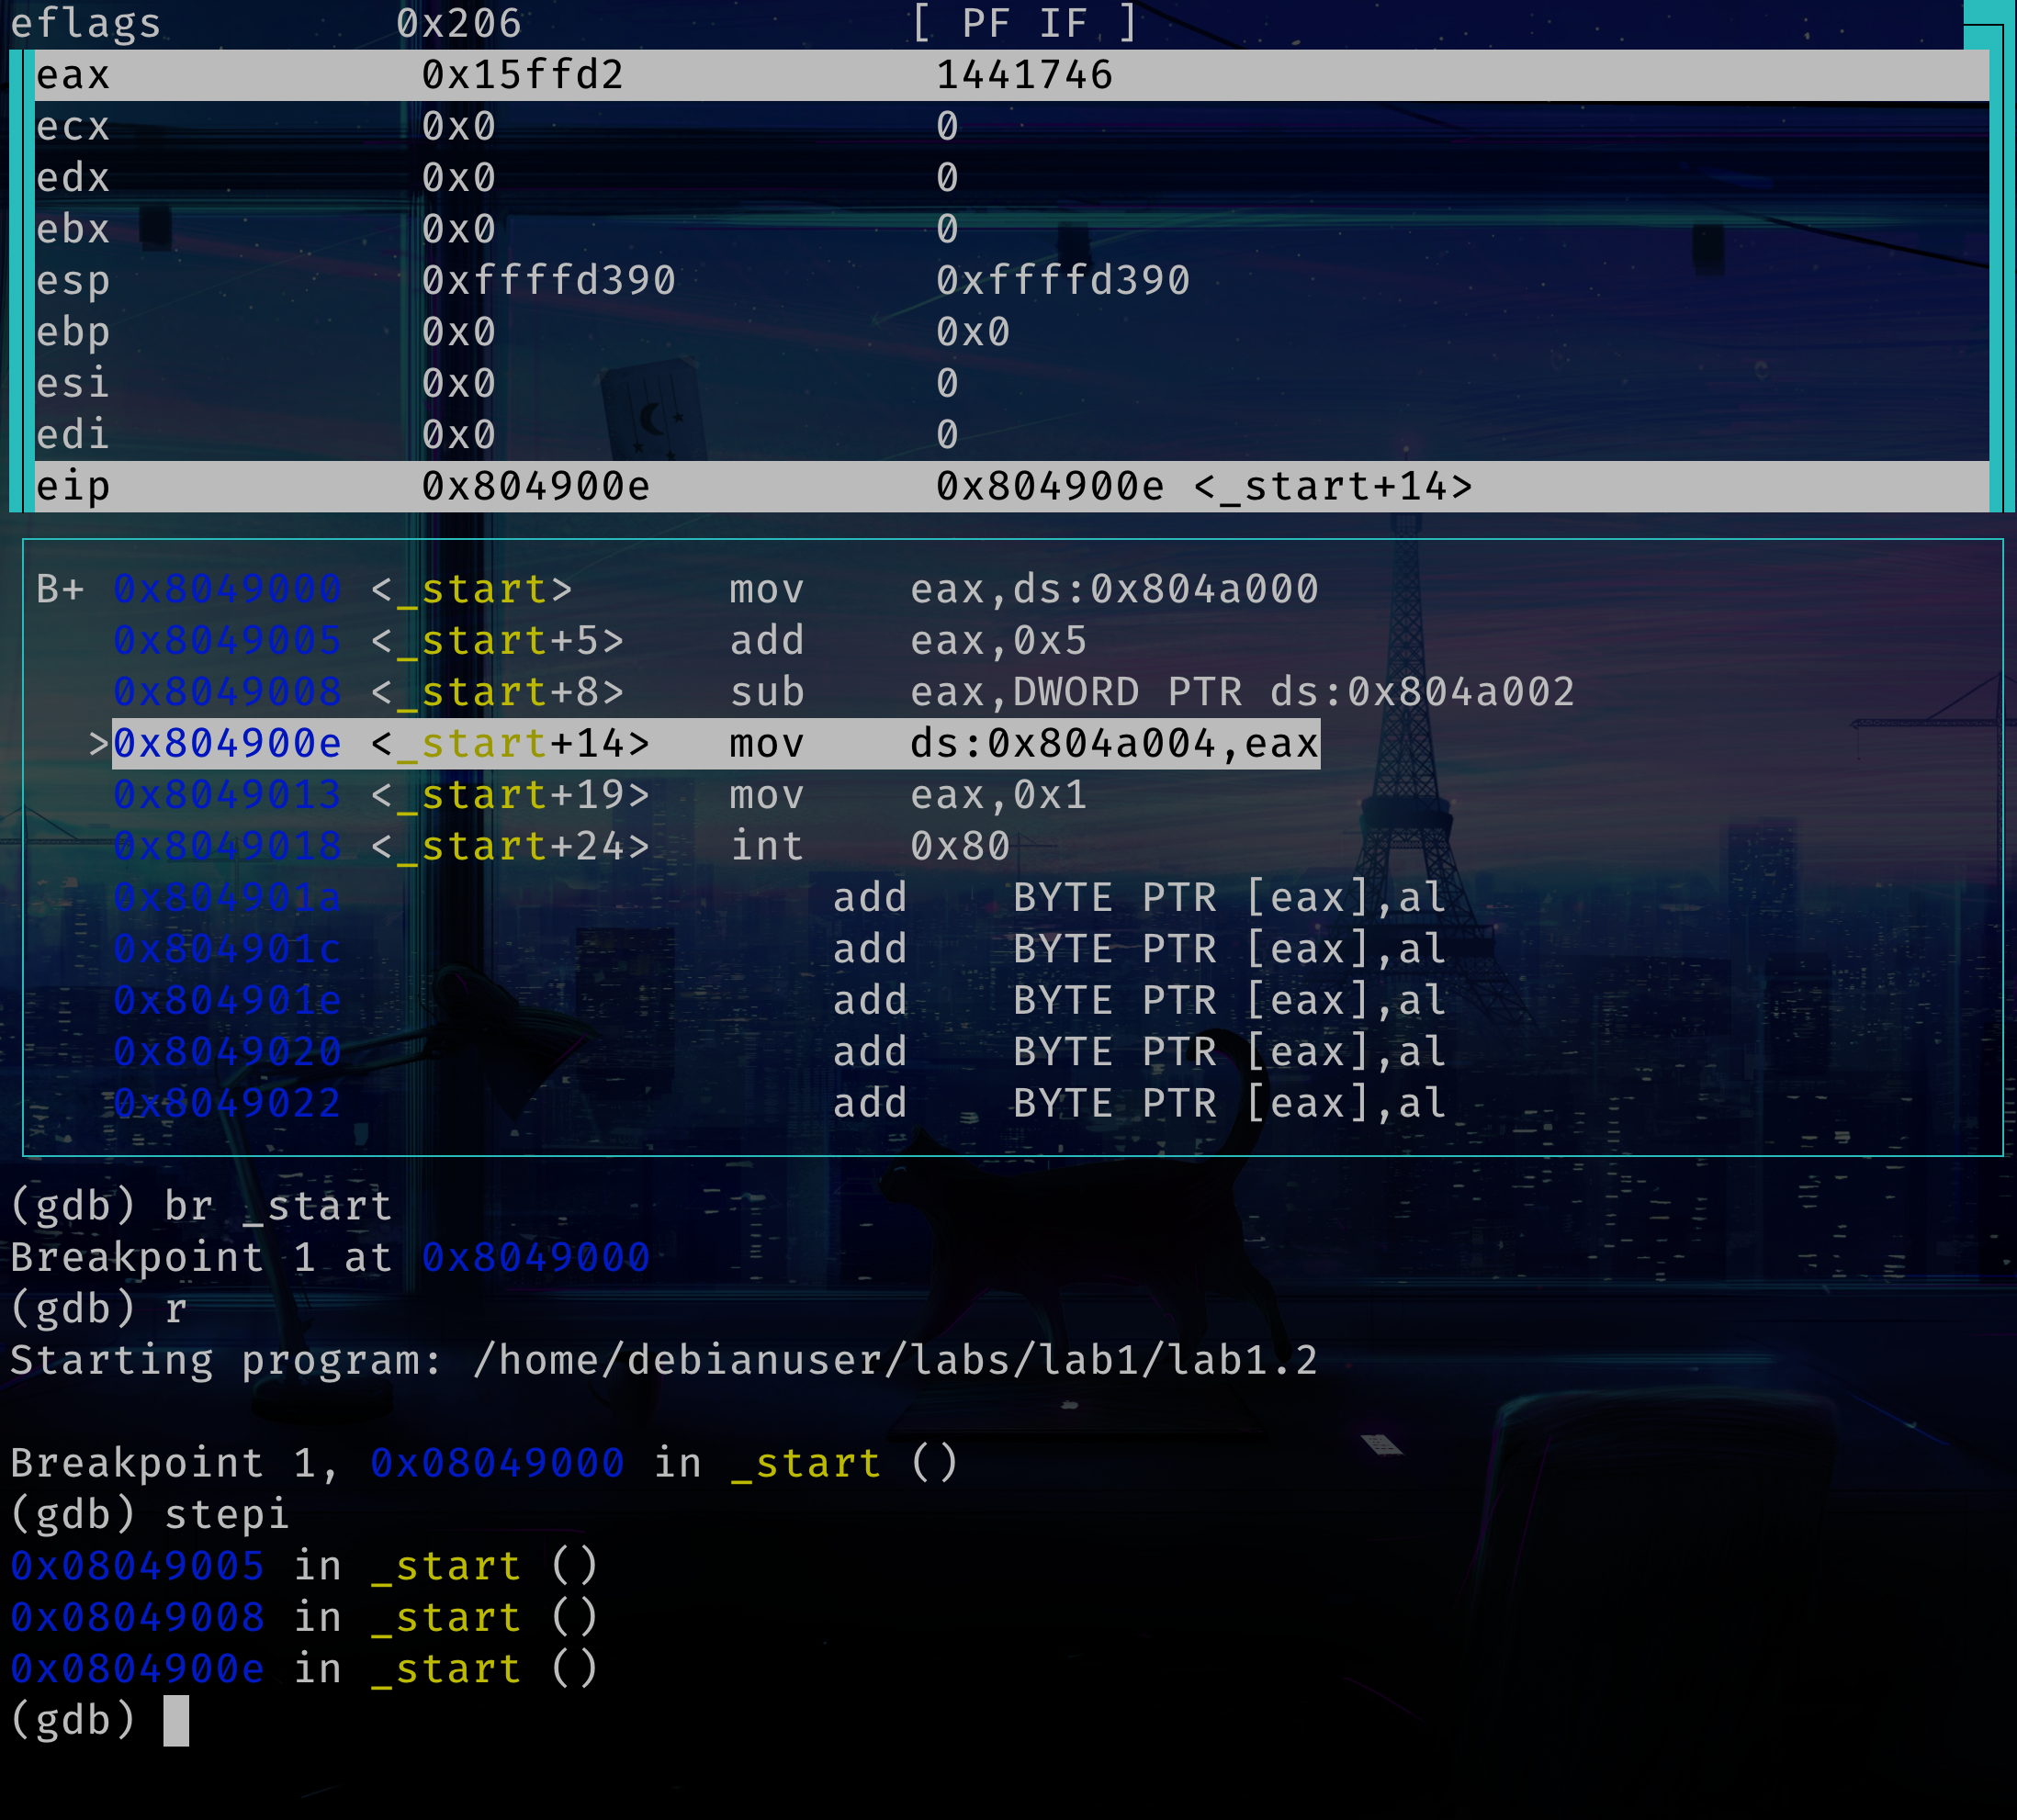 eflags 0x206 [ PF IF ]
eax 0x15ffd2 1441746
ecx 0x0 0
edx 0x0 0
ebx 0x0 0
esp 0xffffd390 0xffffd390
ebp 0x0 0x0
esi 0x0 0
edi 0x0 0
eip 0x804900e 0x804900e <_start+14>
B+ 0x8049000 <_start> mov eax,ds:0x804a000
0x8049005 <_start+5> add eax,0x5
0x8049008 <_start+8> sub eax,DWORD PTR ds:0x804a002
>0x804900e <_start+14> mov ds:0x804a004,eax
0x8049013 <_start+19> mov eax,0x1
0x8049018 <_start+24> int 0x80
0x804901a add BYTE PTR [eax],al
0x804901c add BYTE PTR [eax],al
0x804901e add BYTE PTR [eax],al
0x8049020 add BYTE PTR [eax],al
0x8049022 add BYTE PTR [eax],al
(gdb) br _start
Breakpoint 1 at 0x8049000
(gdb) r
Starting program: /home/debianuser/labs/lab1/lab1.2
Breakpoint 1, 0x08049000 in _start ()
(gdb) stepi
0x08049005 in _start ()
0x08049008 in _start ()
0x0804900e in _start ()
(gdb)